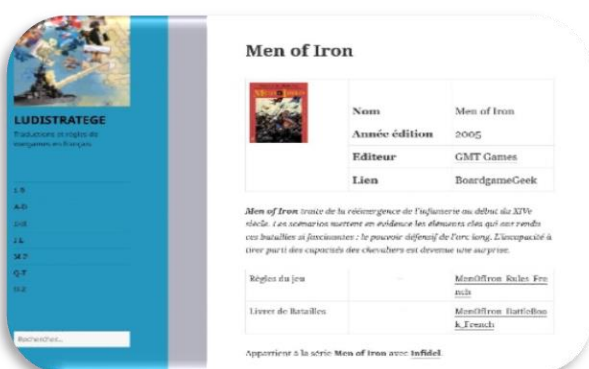 LUDISTRATEGE
Traductions et règles de
wargames en français
A-D
J-L
M-P
Q-T
Rechercher...
Men of Iron
Nom Men of Iron
Année édition 2005
Editeur GMT Games
Lien BoardgameGeek
Men of Iron traite de la réémergence de l'infanterie au début du XIVe
siècle. Les scenarios mettent en évidence les éléments clés qui ont rendu
ces batailles si fascinantes : le pouvoir défensif de l'arc long. L'incapacité à
tirer parti des capacités des chevaliers est devenue une surprise.
Règles du jeu MenOfIron_Rules_Fre
nch
Livret de Batailles MenOfIron_BattleBoo
k_French
Appartient à la série Men of Iron avec Infidel.